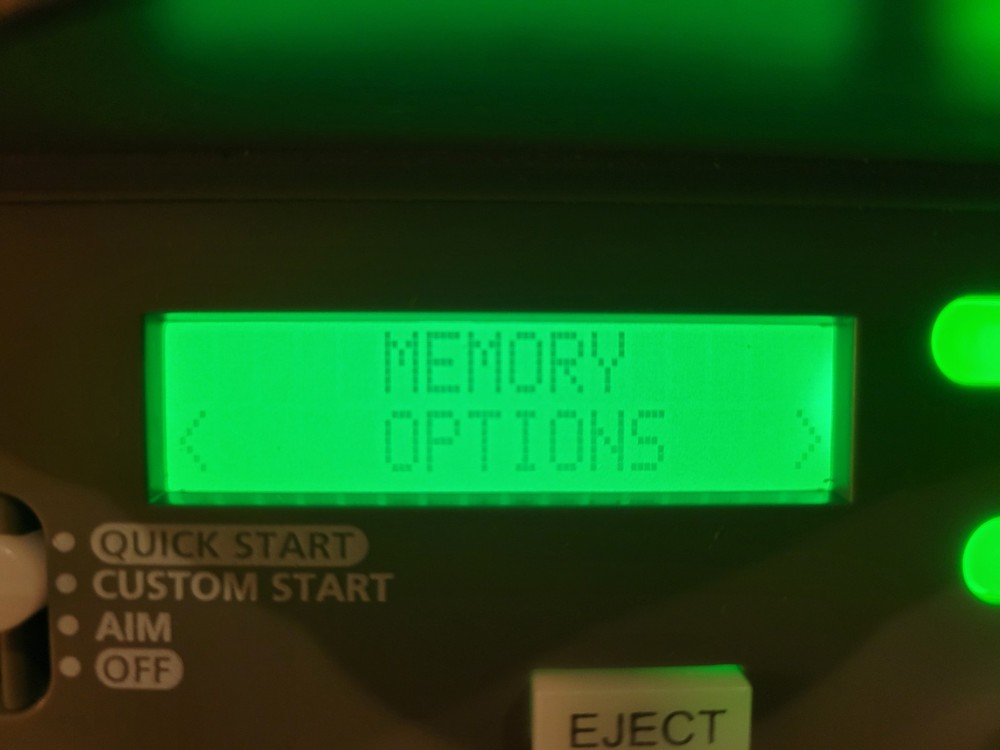 MEMORY
< OPTIONS >
QUICK START
CUSTOM START
AIM
OFF
EJECT